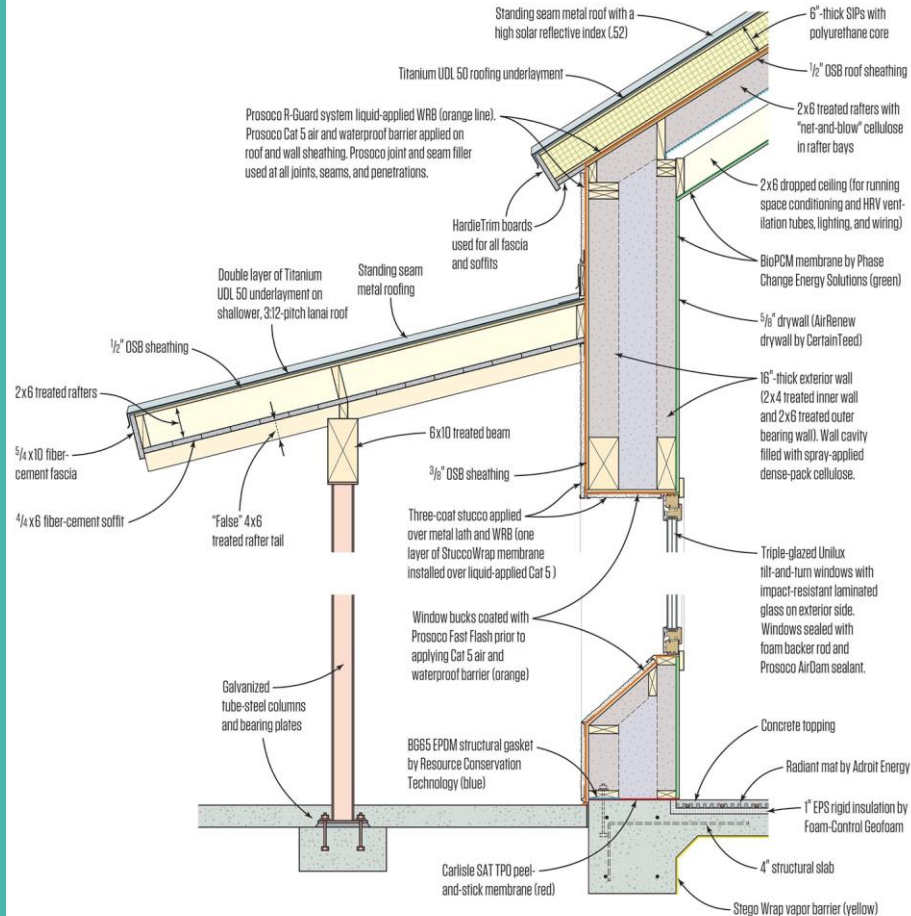 Standing seam metal roof with a
high solar reflective index (.52)
6"-thick SIPs with
polyurethane core
Titanium UDL 50 roofing underlayment
1/2" OSB roof sheathing
Prosoco R-Guard system liquid-applied WRB (orange line).
Prosoco Cat 5 air and waterproof barrier applied on
roof and wall sheathing. Prosoco joint and seam filler
used at all joints, seams, and penetrations.
2x6 treated rafters with
"net-and-blow" cellulose
in rafter bays
2x6 dropped ceiling (for running
space conditioning and HRV vent-
ilation tubes, lighting, and wiring)
HardieTrim boards
used for all fascia
and soffits
BioPCM membrane by Phase
Change Energy Solutions (green)
Double layer of Titanium
UDL 50 underlayment on
shallower, 3:12-pitch lanai roof
Standing seam
metal roofing
5/8" drywall (AirRenew
drywall by CertainTeed)
1/2" OSB sheathing
2x6 treated rafters
16"-thick exterior wall
(2x4 treated inner wall
and 2x6 treated outer
bearing wall). Wall cavity
filled with spray-applied
dense-pack cellulose.
6x10 treated beam
5/4 x10 fiber-
cement fascia
3/8" OSB sheathing
4/4 x6 fiber-cement soffit
"False" 4x6
treated rafter tail
Three-coat stucco applied
over metal lath and WRB (one
layer of StuccoWrap membrane
installed over liquid-applied Cat 5 )
Triple-glazed Unilux
tilt-and-turn windows with
impact-resistant laminated
glass on exterior side.
Windows sealed with
foam backer rod and
Prosoco AirDam sealant.
Window bucks coated with
Prosoco Fast Flash prior to
applying Cat 5 air and
waterproof barrier (orange)
Galvanized
tube-steel columns
and bearing plates
Concrete topping
BG65 EPDM structural gasket
by Resource Conservation
Technology (blue)
Radiant mat by Adroit Energy
1" EPS rigid insulation by
Foam-Control Geofoam
Carlisle SAT TPO peel-
and-stick membrane (red)
4" structural slab
Stego Wrap vapor barrier (yellow)